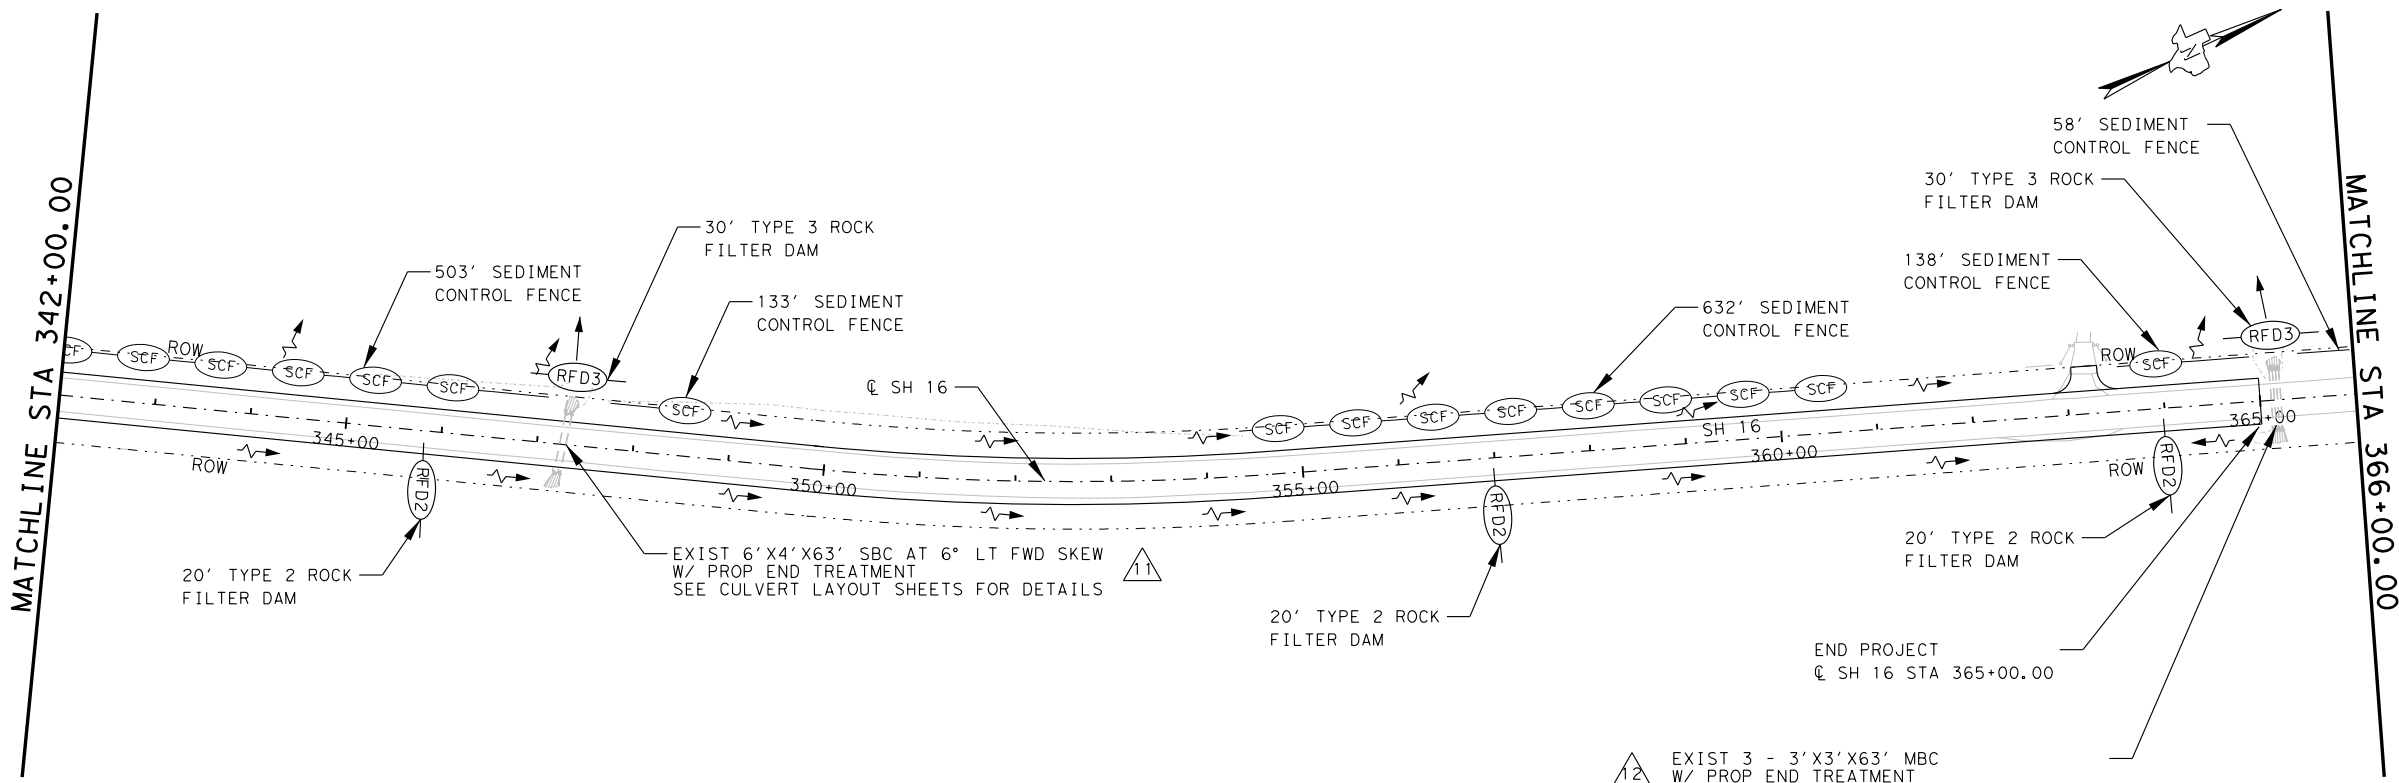 MATCHLINE STA 342+00.00
503' SEDIMENT
CONTROL FENCE
30' TYPE 3 ROCK
FILTER DAM
133' SEDIMENT
CONTROL FENCE
℄ SH 16
632' SEDIMENT
CONTROL FENCE
58' SEDIMENT
CONTROL FENCE
30' TYPE 3 ROCK
FILTER DAM
138' SEDIMENT
CONTROL FENCE
N
MATCHLINE STA 366+00.00
CF
SCF
ROW
SCF
SCF
SCF
SCF
RFD3
SCF
SCF
SCF
SCF
SCF
SCF
SCF
SCF
SCF
ROW
SCF
RFD3
345+00
350+00
355+00
SH 16
360+00
365+00
ROW
RFD2
RFD2
RFD2
ROW
20' TYPE 2 ROCK
FILTER DAM
EXIST 6'X4'X63' SBC AT 6° LT FWD SKEW
W/ PROP END TREATMENT
SEE CULVERT LAYOUT SHEETS FOR DETAILS
11
20' TYPE 2 ROCK
FILTER DAM
20' TYPE 2 ROCK
FILTER DAM
END PROJECT
℄ SH 16 STA 365+00.00
12
EXIST 3 - 3'X3'X63' MBC
W/ PROP END TREATMENT